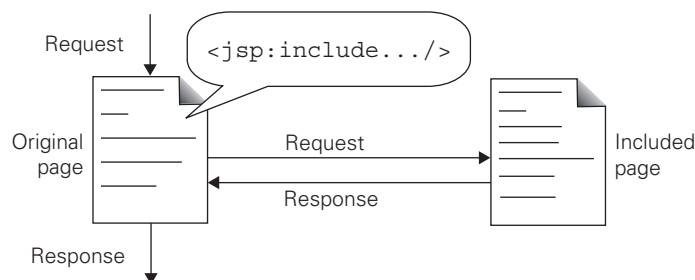 Request
<jsp:include.../>
Original
page
Request
Included
page
Response
Response